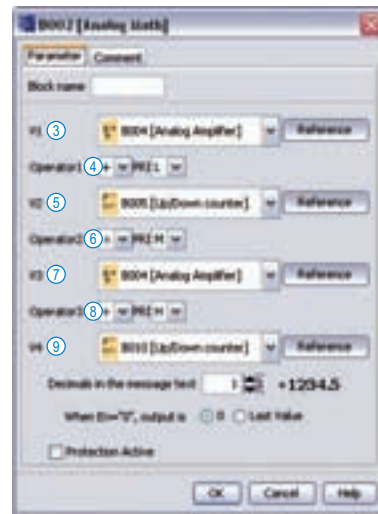 B002 [Analog Math]
Parameter Comment
Block name
V1 3 B004 [Analog Amplifier] Reference
Operator1 4 + PRI L
V2 5 B005 [Up/Down counter] Reference
Operator2 6 PRI M
V3 7 B004 [Analog Amplifier] Reference
Operator3 8 + PRI H
V4 9 B010 [Up/Down counter] Reference
Decimals in the message text 1 +1234.5
When En="0", output is 0 Last Value
Protection Active
OK Cancel Help